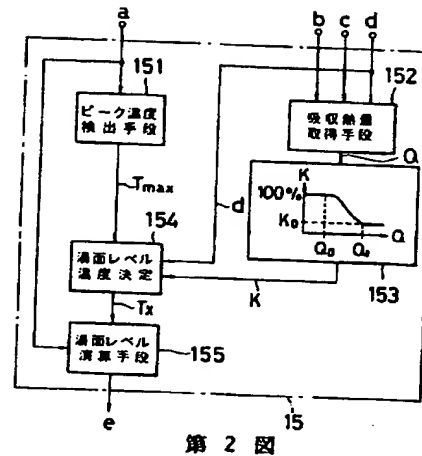 a
b c d
151
ピーク温度
検出手段
152
吸収熱量
取得手段
Q
Tmax
d
K
100%
K0
Q
Q0
153
154
湯面レベル
温度決定
K
Tx
湯面レベル
演算手段
155
e
15
第2図